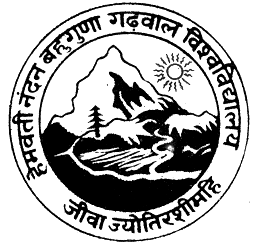 हेमवती नंदन बहुगुणा गढ़वाल विश्वविद्यालय
जीवा ज्योतिरशीमहि